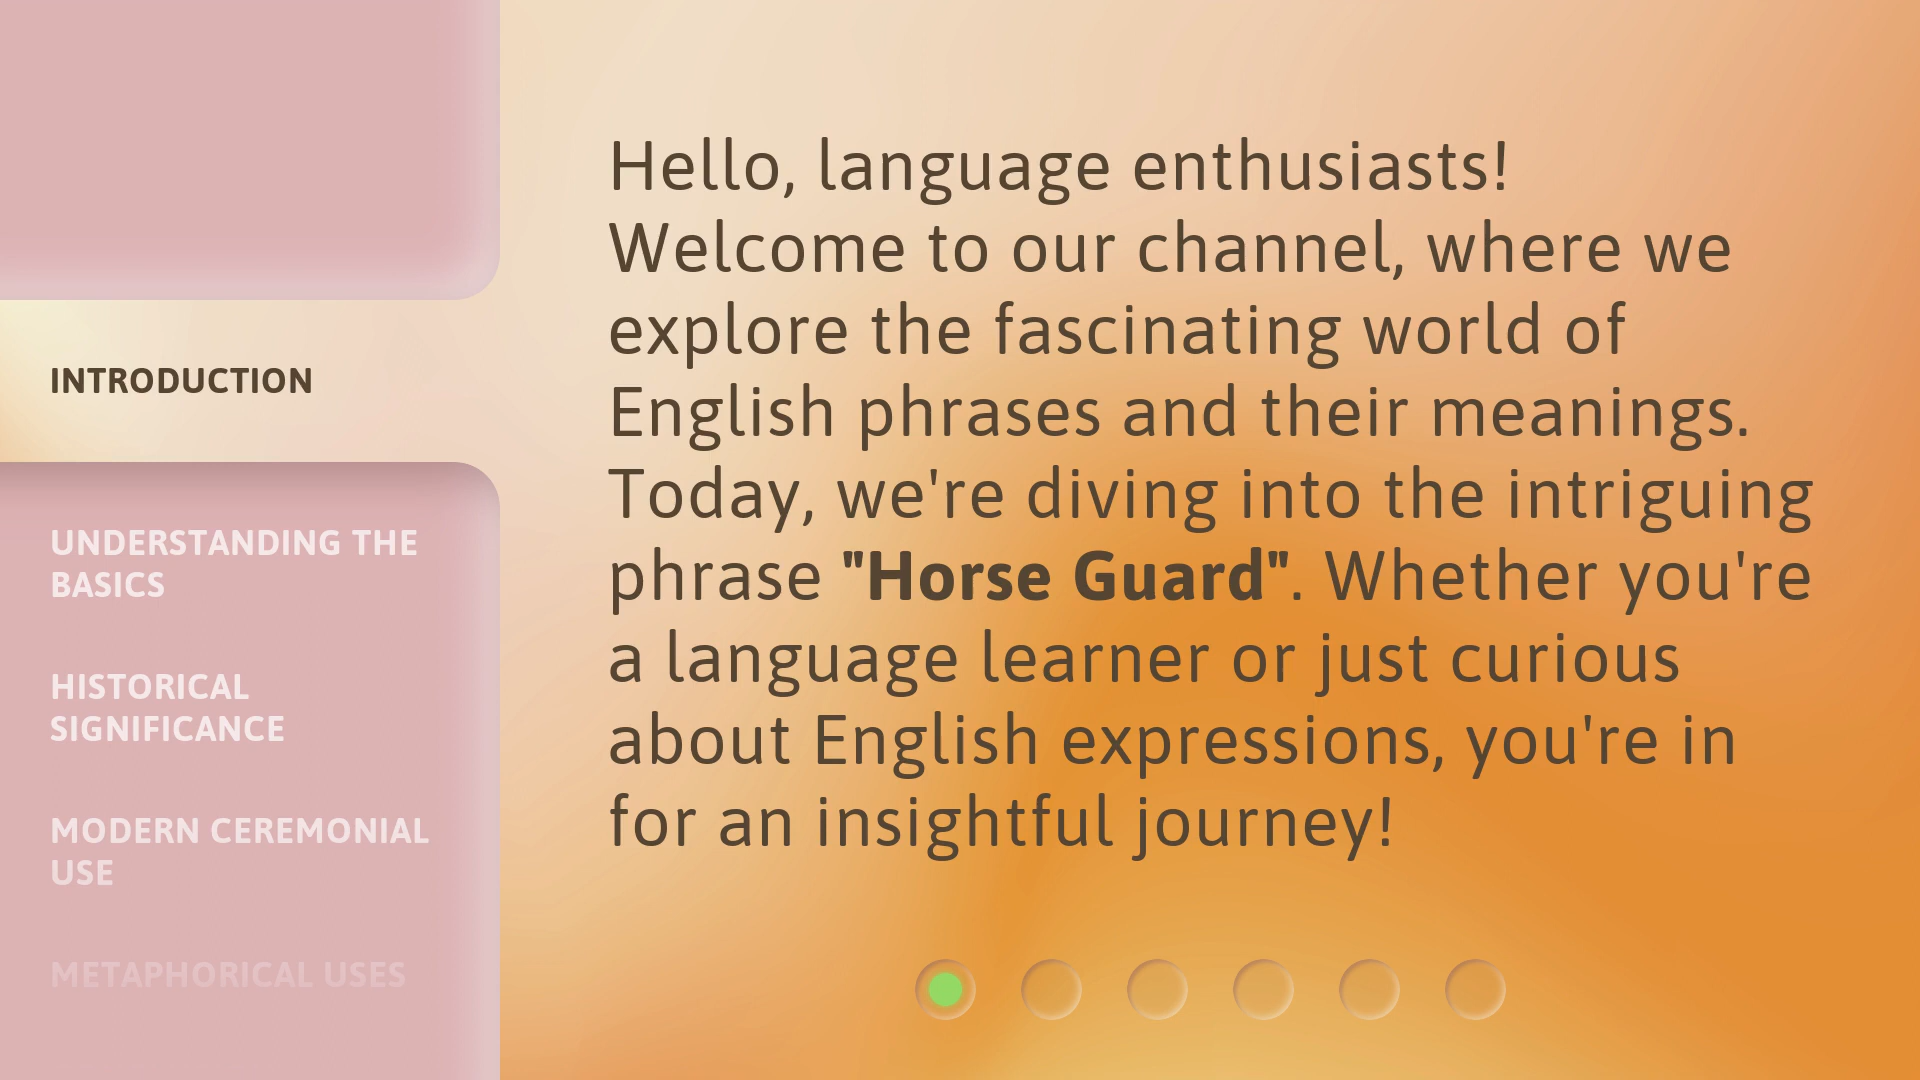 INTRODUCTION
UNDERSTANDING THE
BASICS
HISTORICAL
SIGNIFICANCE
MODERN CEREMONIAL
USE
METAPHORICAL USES
Hello, language enthusiasts!
Welcome to our channel, where we
explore the fascinating world of
English phrases and their meanings.
Today, we're diving into the intriguing
phrase "Horse Guard". Whether you're
a language learner or just curious
about English expressions, you're in
for an insightful journey!